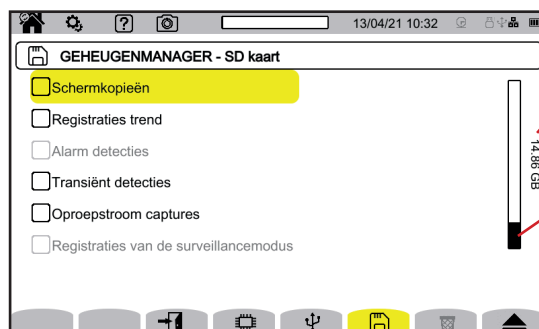 13/04/21 10:32
GEHEUGENMANAGER - SD kaart
Schermkopieën
Registraties trend
Alarm detecties
Transiënt detecties
Oproepstroom captures
Registraties van de surveillancemodus
14.86 GB